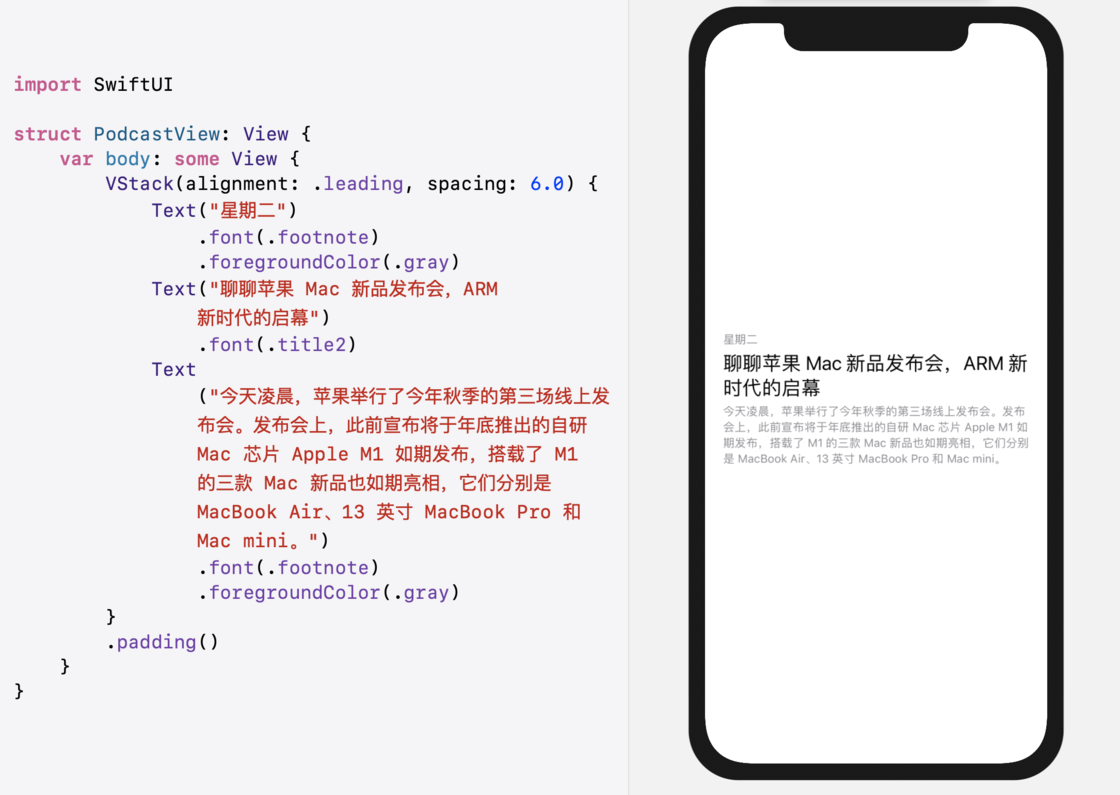 import SwiftUI
struct PodcastView: View {
var body: some View {
VStack(alignment: .leading, spacing: 6.0) {
Text("星期二")
.font(.footnote)
.foregroundColor(.gray)
Text("聊聊苹果 Mac 新品发布会，ARM
新时代的启幕")
.font(.title2)
Text
("今天凌晨，苹果举行了今年秋季的第三场线上发
布会。发布会上，此前宣布将于年底推出的自研
Mac 芯片 Apple M1 如期发布，搭载了 M1
的三款 Mac 新品也如期亮相，它们分别是
MacBook Air、13 英寸 MacBook Pro 和
Mac mini。")
.font(.footnote)
.foregroundColor(.gray)
}
.padding()
}
}
星期二
聊聊苹果 Mac 新品发布会，ARM 新
时代的启幕
今天凌晨，苹果举行了今年秋季的第三场线上发布会。发布
会上，此前宣布将于年底推出的自研 Mac 芯片 Apple M1 如
期发布，搭载了 M1 的三款 Mac 新品也如期亮相，它们分别
是 MacBook Air、13 英寸 MacBook Pro 和 Mac mini。